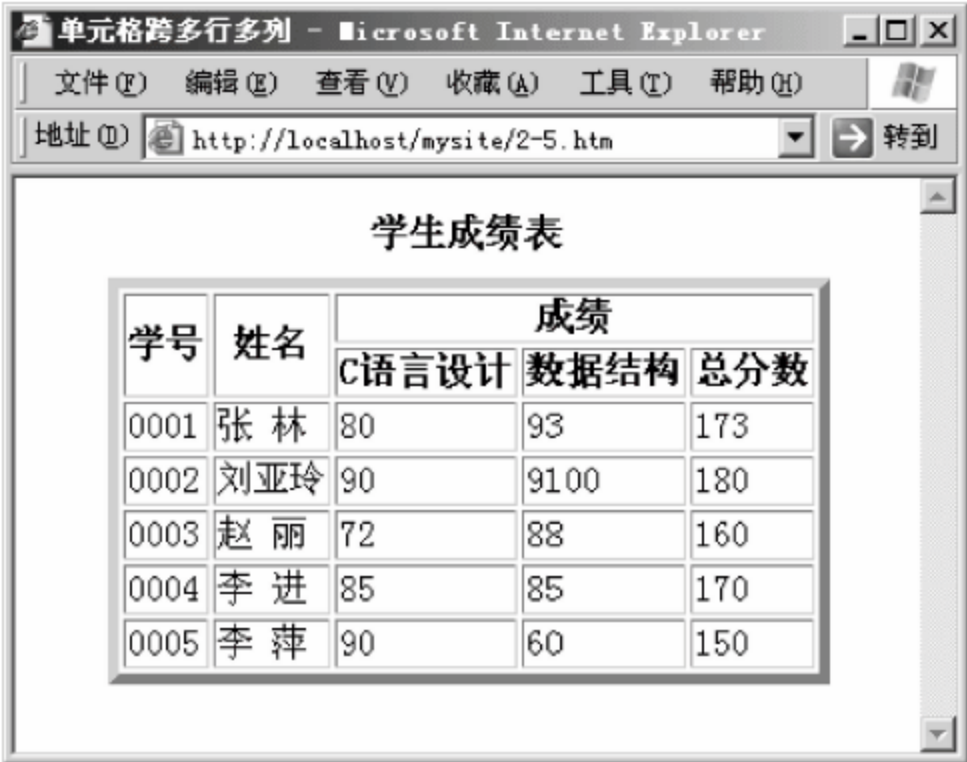 单元格跨多行多列 - Microsoft Internet Explorer
文件(F) 编辑(E) 查看(V) 收藏(A) 工具(T) 帮助(H)
地址(D) http://localhost/mysite/2-5.htm 转到
学生成绩表
学号 姓名 成绩
C语言设计 数据结构 总分数
0001 张 林 80 93 173
0002 刘亚玲 90 9100 180
0003 赵 丽 72 88 160
0004 李 进 85 85 170
0005 李 萍 90 60 150